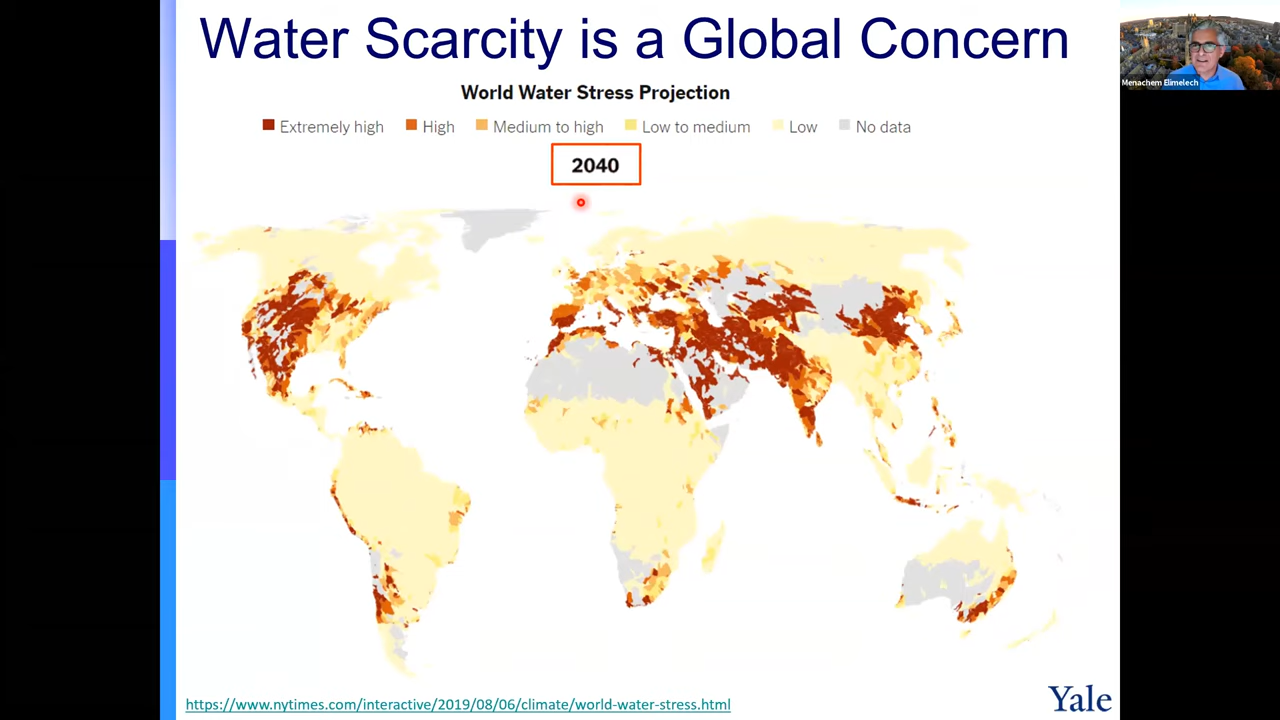 Water Scarcity is a Global Concern
Menachem Elimelech
World Water Stress Projection
Extremely high High Medium to high Low to medium Low No data
2040
https://www.nytimes.com/interactive/2019/08/06/climate/world-water-stress.html
Yale